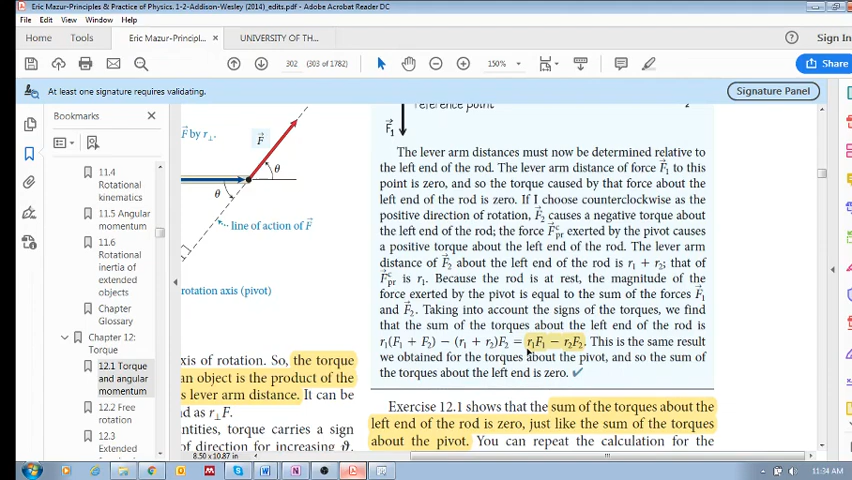 Eric Mazur-Principles & Practice of Physics. 1-2-Addison-Wesley (2014)_edits.pdf - Adobe Acrobat Reader DC
File Edit View Window Help
Home Tools Eric Mazur-Principl... × UNIVERSITY OF TH... Sign In
302 (303 of 1782) 150% Share
At least one signature requires validating. Signature Panel
Bookmarks ×
11.4
Rotational
kinematics
11.5 Angular
momentum
11.6
Rotational
inertia of
extended
objects
Chapter
Glossary
Chapter 12:
Torque
12.1 Torque
and angular
momentum
12.2 Free
rotation
12.3
Extended
F⃗ by r⊥.
F⃗
θ
θ
line of action of F⃗
rotation axis (pivot)
xis of rotation. So, the torque
an object is the product of the
s lever arm distance. It can be
d as r⊥F.
ntities, torque carries a sign
of direction for increasing ϑ.
8.50 x 10.87 in
reference point
F⃗₁
2
The lever arm distances must now be determined relative to
the left end of the rod. The lever arm distance of force F⃗₁ to this
point is zero, and so the torque caused by that force about the
left end of the rod is zero. If I choose counterclockwise as the
positive direction of rotation, F⃗₂ causes a negative torque about
the left end of the rod; the force F⃗ᶜpr exerted by the pivot causes
a positive torque about the left end of the rod. The lever arm
distance of F⃗₂ about the left end of the rod is r₁ + r₂; that of
F⃗ᶜpr is r₁. Because the rod is at rest, the magnitude of the
force exerted by the pivot is equal to the sum of the forces F⃗₁
and F⃗₂. Taking into account the signs of the torques, we find
that the sum of the torques about the left end of the rod is
r₁(F₁ + F₂) − (r₁ + r₂)F₂ = r₁F₁ − r₂F₂. This is the same result
we obtained for the torques about the pivot, and so the sum of
the torques about the left end is zero. ✓
Exercise 12.1 shows that the sum of the torques about the
left end of the rod is zero, just like the sum of the torques
about the pivot. You can repeat the calculation for the
11:34 AM